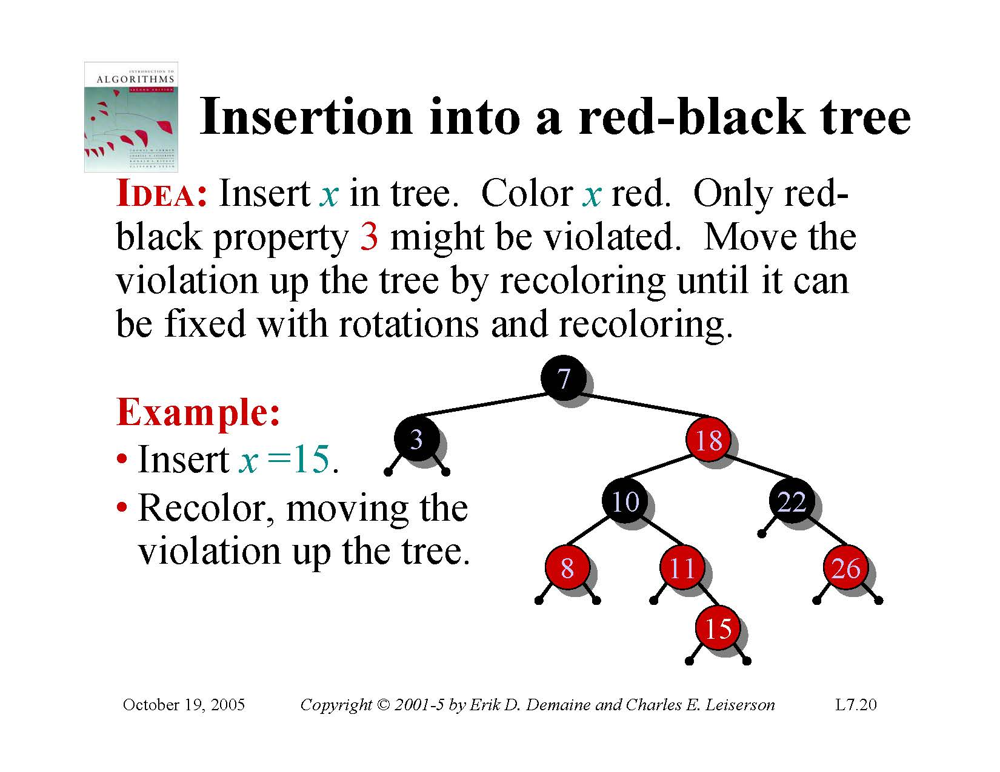 INTRODUCTION TO
ALGORITHMS
SECOND EDITION
THOMAS H. CORMEN
CHARLES E. LEISERSON
RONALD L. RIVEST
CLIFFORD STEIN
Insertion into a red-black tree
IDEA: Insert x in tree. Color x red. Only red-
black property 3 might be violated. Move the
violation up the tree by recoloring until it can
be fixed with rotations and recoloring.
7
Example:
3
18
• Insert x =15.
• Recolor, moving the
10
22
violation up the tree.
8
11
26
15
October 19, 2005
Copyright © 2001-5 by Erik D. Demaine and Charles E. Leiserson
L7.20